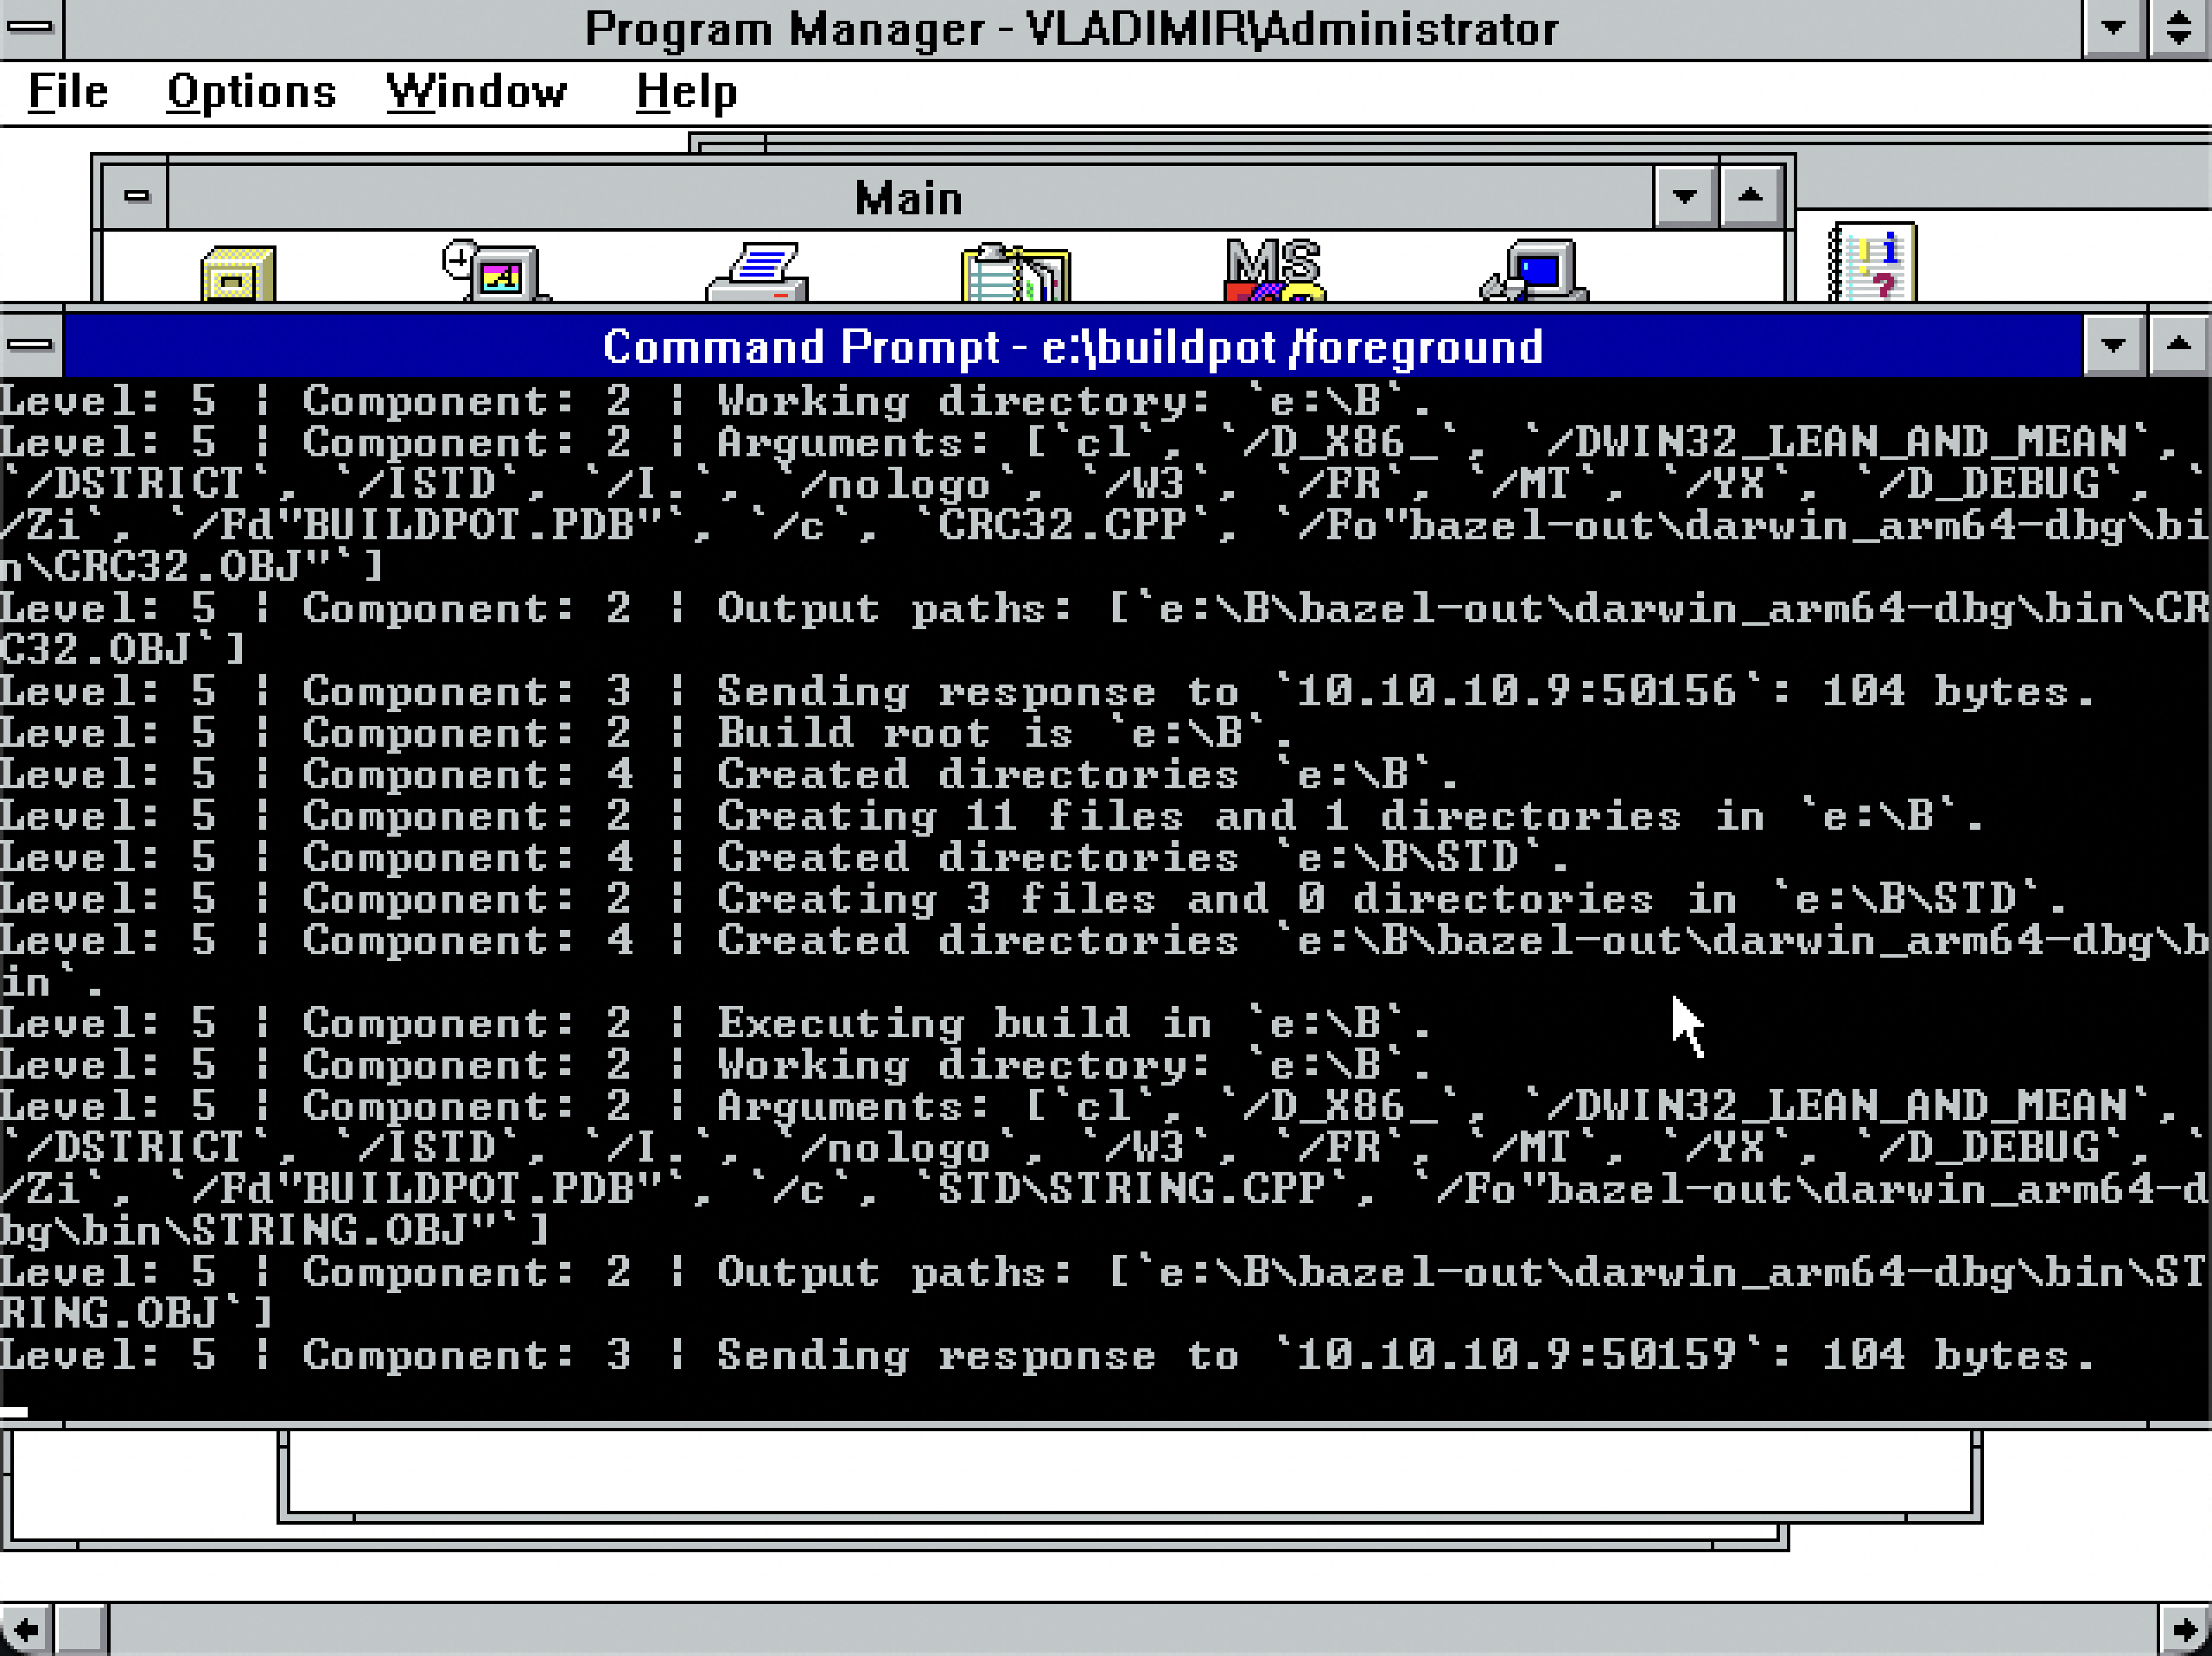 Program Manager - VLADIMIR\Administrator
File Options Window Help
Main
MS
i
?
Command Prompt - e:\buildpot /foreground
Level: 5 | Component: 2 | Working directory: `e:\B`.
Level: 5 | Component: 2 | Arguments: [`cl`, `/D_X86_`, `/DWIN32_LEAN_AND_MEAN`,
`/DSTRICT`, `/ISTD`, `/I.`, `/nologo`, `/W3`, `/FR`, `/MT`, `/YX`, `/D_DEBUG`, `
/Zi`, `/Fd"BUILDPOT.PDB"`, `/c`, `CRC32.CPP`, `/Fo"bazel-out\darwin_arm64-dbg\bi
n\CRC32.OBJ"`]
Level: 5 | Component: 2 | Output paths: [`e:\B\bazel-out\darwin_arm64-dbg\bin\CR
C32.OBJ`]
Level: 5 | Component: 3 | Sending response to `10.10.10.9:50156`: 104 bytes.
Level: 5 | Component: 2 | Build root is `e:\B`.
Level: 5 | Component: 4 | Created directories `e:\B`.
Level: 5 | Component: 2 | Creating 11 files and 1 directories in `e:\B`.
Level: 5 | Component: 4 | Created directories `e:\B\STD`.
Level: 5 | Component: 2 | Creating 3 files and 0 directories in `e:\B\STD`.
Level: 5 | Component: 4 | Created directories `e:\B\bazel-out\darwin_arm64-dbg\b
in`.
Level: 5 | Component: 2 | Executing build in `e:\B`.
Level: 5 | Component: 2 | Working directory: `e:\B`.
Level: 5 | Component: 2 | Arguments: [`cl`, `/D_X86_`, `/DWIN32_LEAN_AND_MEAN`,
`/DSTRICT`, `/ISTD`, `/I.`, `/nologo`, `/W3`, `/FR`, `/MT`, `/YX`, `/D_DEBUG`, `
/Zi`, `/Fd"BUILDPOT.PDB"`, `/c`, `STD\STRING.CPP`, `/Fo"bazel-out\darwin_arm64-d
bg\bin\STRING.OBJ"`]
Level: 5 | Component: 2 | Output paths: [`e:\B\bazel-out\darwin_arm64-dbg\bin\ST
RING.OBJ`]
Level: 5 | Component: 3 | Sending response to `10.10.10.9:50159`: 104 bytes.